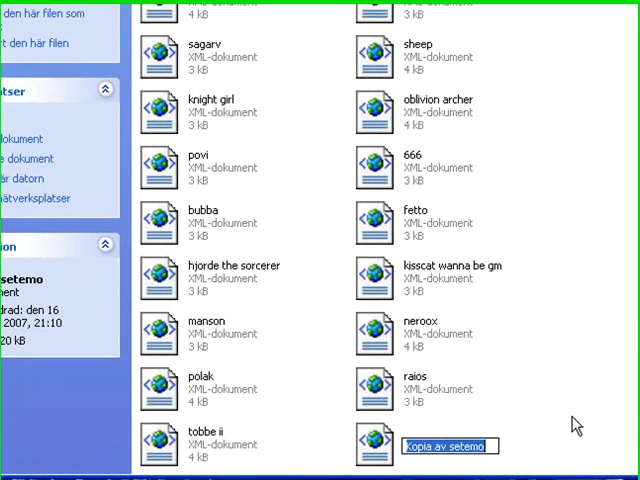 den här filen som
t den här filen
tser
okument
e dokument
är datorn
nätverksplatser
ion
setemo
ment
drad: den 16
2007, 21:10
20 kB
4 kB
sagarv
XML-dokument
3 kB
sheep
XML-dokument
4 kB
knight girl
XML-dokument
3 kB
oblivion archer
XML-dokument
4 kB
povi
XML-dokument
3 kB
666
XML-dokument
3 kB
bubba
XML-dokument
3 kB
fetto
XML-dokument
3 kB
hjorde the sorcerer
XML-dokument
3 kB
kisscat wanna be gm
XML-dokument
3 kB
manson
XML-dokument
3 kB
neroox
XML-dokument
4 kB
polak
XML-dokument
4 kB
raios
XML-dokument
3 kB
tobbe ii
XML-dokument
4 kB
Kopia av setemo